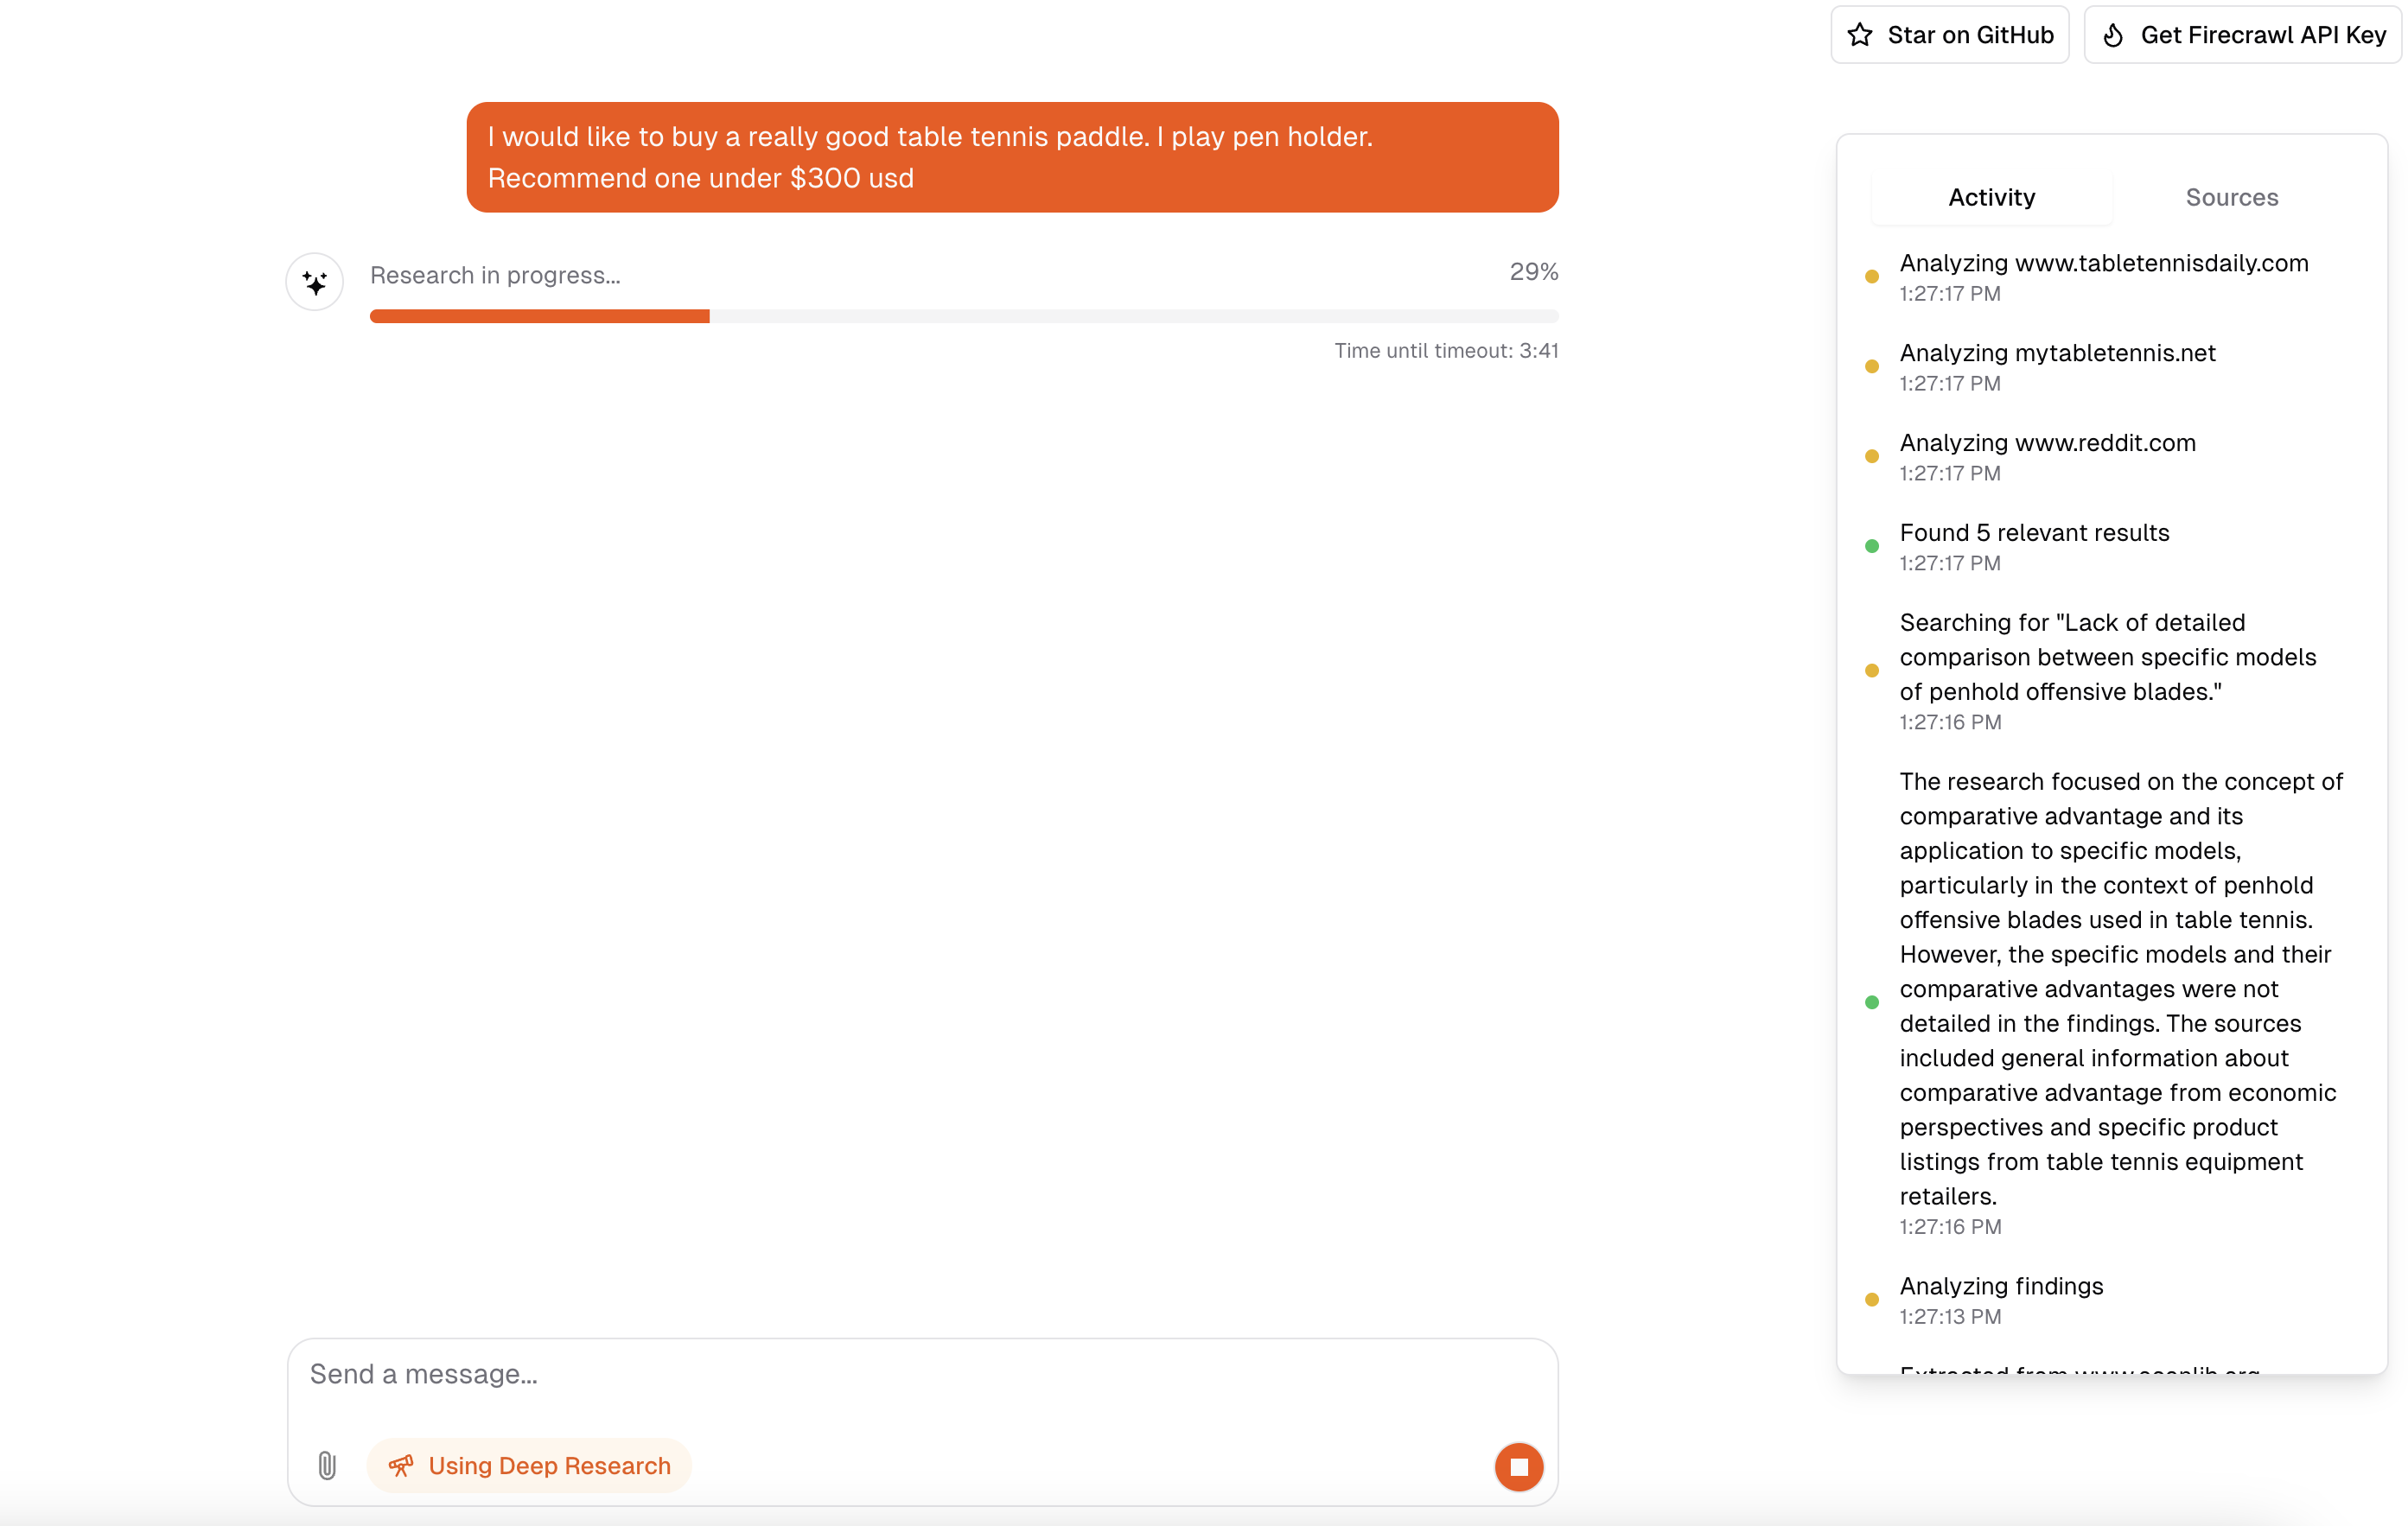 Star on GitHub
Get Firecrawl API Key
I would like to buy a really good table tennis paddle. I play pen holder.
Recommend one under $300 usd
Research in progress...
29%
Time until timeout: 3:41
Activity
Sources
Analyzing www.tabletennisdaily.com
1:27:17 PM
Analyzing mytabletennis.net
1:27:17 PM
Analyzing www.reddit.com
1:27:17 PM
Found 5 relevant results
1:27:17 PM
Searching for "Lack of detailed
comparison between specific models
of penhold offensive blades."
1:27:16 PM
The research focused on the concept of
comparative advantage and its
application to specific models,
particularly in the context of penhold
offensive blades used in table tennis.
However, the specific models and their
comparative advantages were not
detailed in the findings. The sources
included general information about
comparative advantage from economic
perspectives and specific product
listings from table tennis equipment
retailers.
1:27:16 PM
Analyzing findings
1:27:13 PM
Extracted from www.econlib.org
Send a message...
Using Deep Research